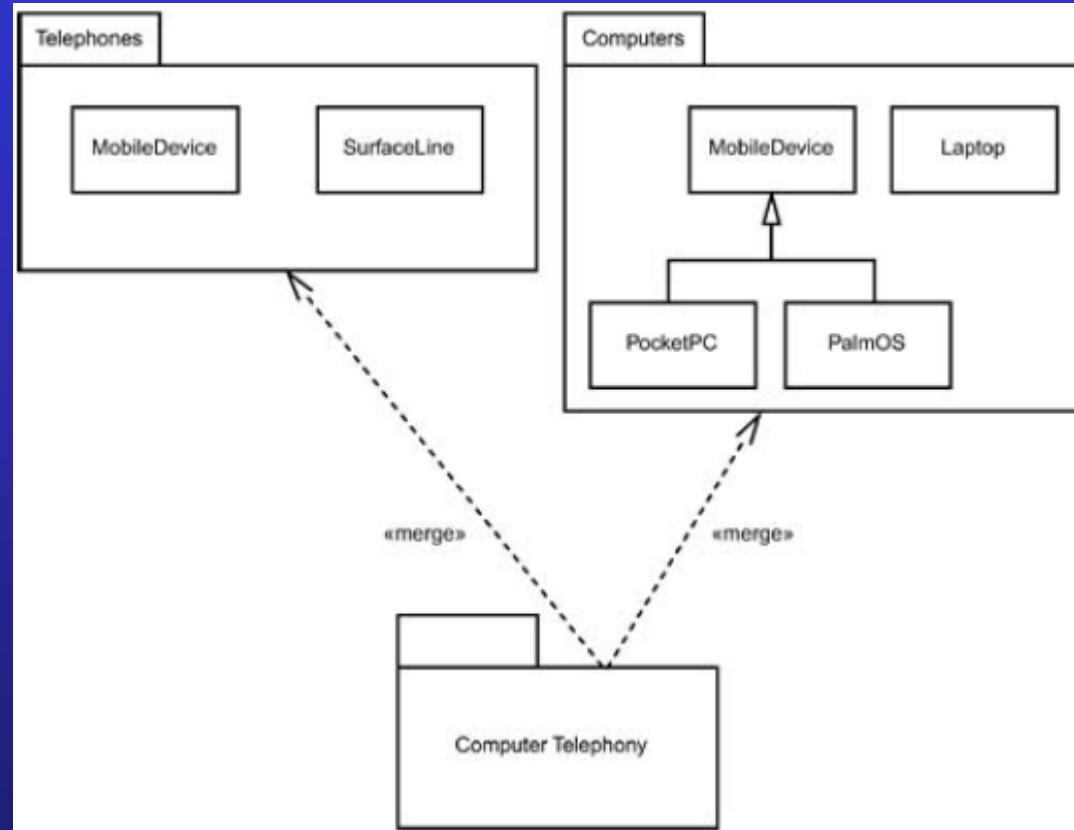 Telephones
Computers
MobileDevice
SurfaceLine
MobileDevice
Laptop
PocketPC
PalmOS
«merge»
«merge»
Computer Telephony